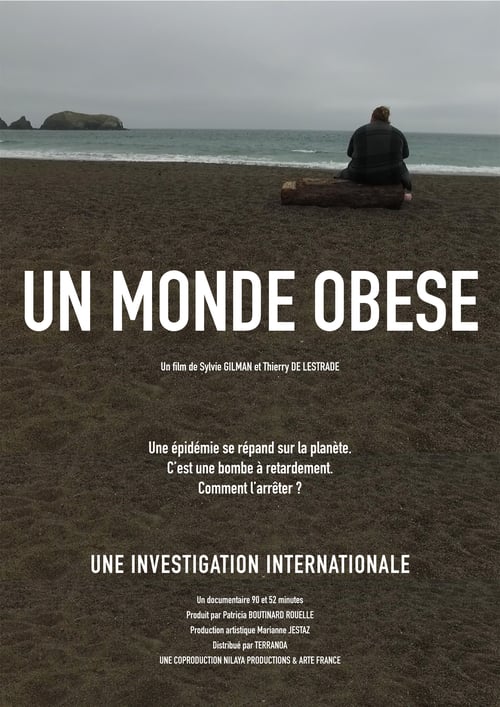 UN MONDE OBESE
Un film de Sylvie GILMAN et Thierry DE LESTRADE
Une épidémie se répand sur la planète.
C'est une bombe à retardement.
Comment l'arrêter ?
UNE INVESTIGATION INTERNATIONALE
Un documentaire 90 et 52 minutes
Produit par Patricia BOUTINARD ROUELLE
Production artistique Marianne JESTAZ
Distribué par TERRANOA
UNE COPRODUCTION NILAYA PRODUCTIONS & ARTE FRANCE